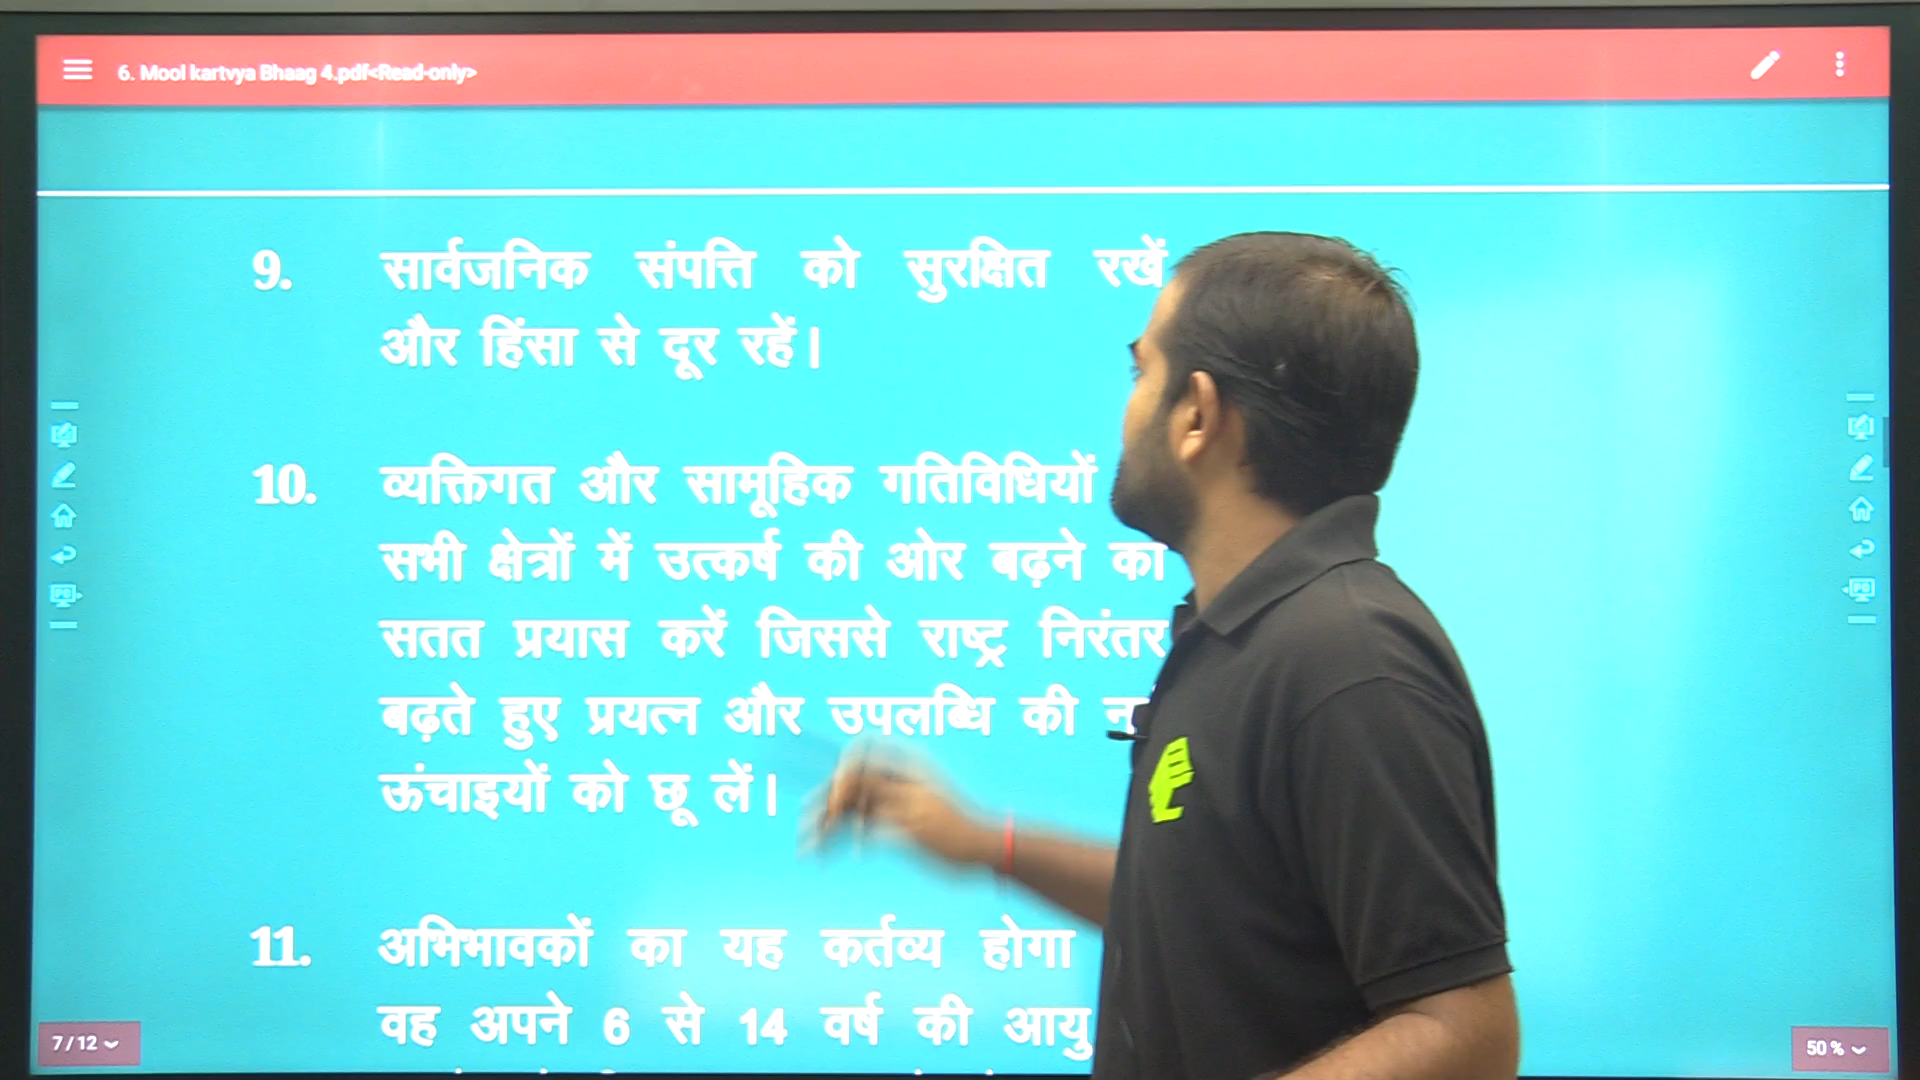 6. Mool kartvya Bhaag 4.pdf<Read-only>
9. सार्वजनिक संपत्ति को सुरक्षित रखें
और हिंसा से दूर रहें।
10. व्यक्तिगत और सामूहिक गतिविधियों
सभी क्षेत्रों में उत्कर्ष की ओर बढ़ने का
सतत प्रयास करें जिससे राष्ट्र निरंतर
बढ़ते हुए प्रयत्न और उपलब्धि की
ऊंचाइयों को छू लें।
11. अभिभावकों का यह कर्तव्य होगा
वह अपने 6 से 14 वर्ष की आयु
7 / 12
50 %